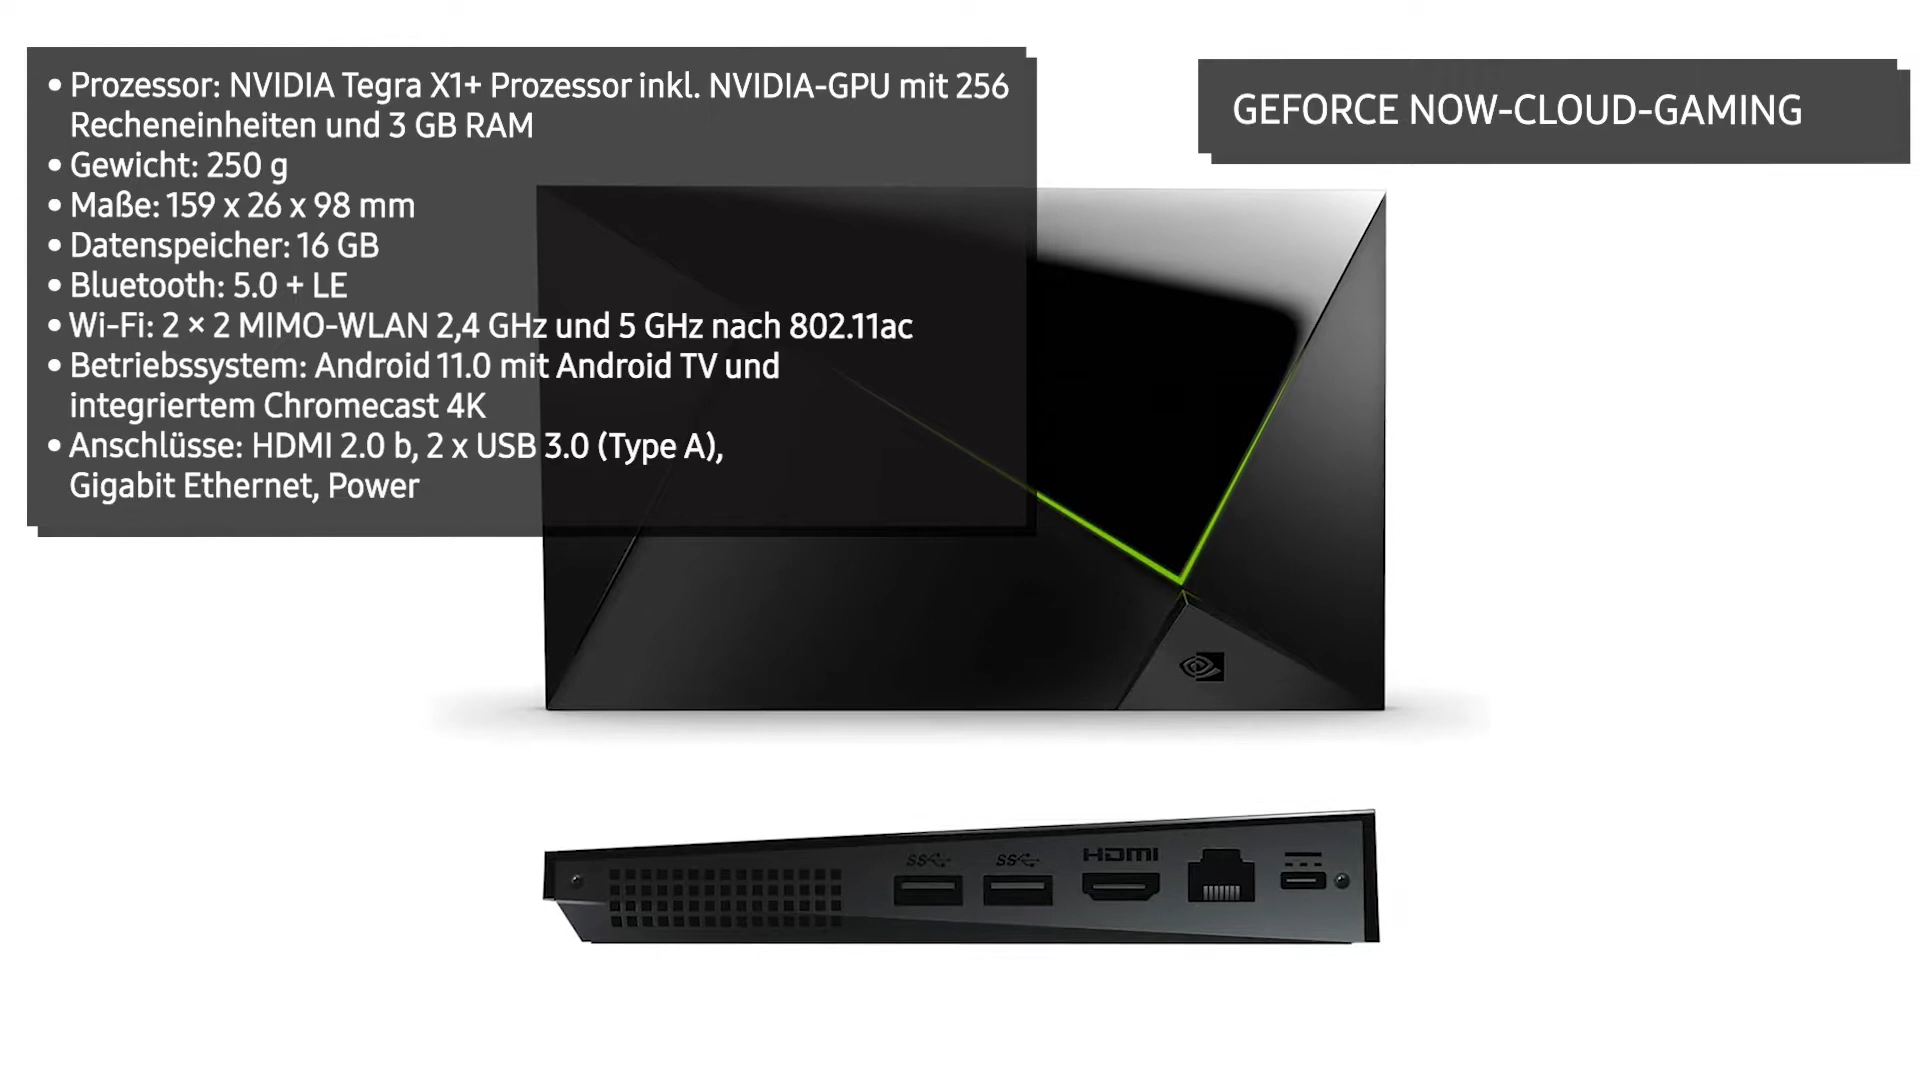 • Prozessor: NVIDIA Tegra X1+ Prozessor inkl. NVIDIA-GPU mit 256
Recheneinheiten und 3 GB RAM
• Gewicht: 250 g
• Maße: 159 x 26 x 98 mm
• Datenspeicher: 16 GB
• Bluetooth: 5.0 + LE
• Wi-Fi: 2 × 2 MIMO-WLAN 2,4 GHz und 5 GHz nach 802.11ac
• Betriebssystem: Android 11.0 mit Android TV und
integriertem Chromecast 4K
• Anschlüsse: HDMI 2.0 b, 2 x USB 3.0 (Type A),
Gigabit Ethernet, Power
GEFORCE NOW-CLOUD-GAMING
SS SS HDMI